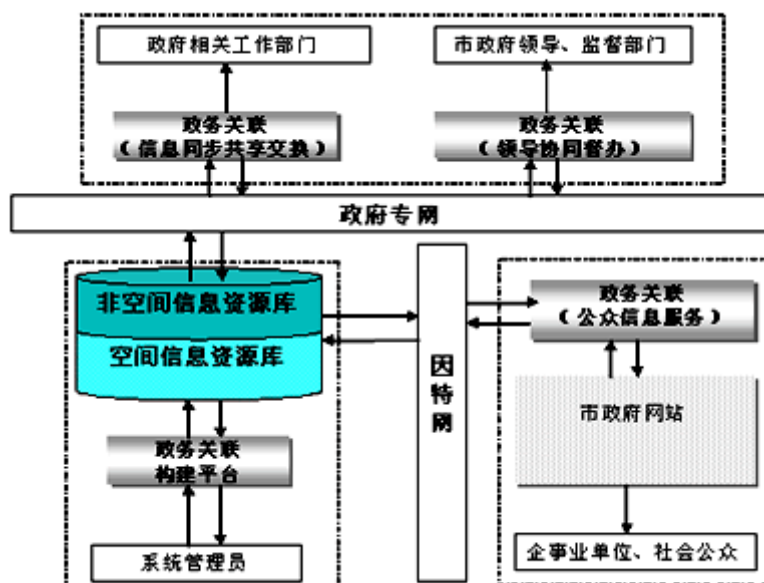 政府相关工作部门
市政府领导、监督部门
政务关联
（信息同步共享交换）
政务关联
（领导协同督办）
政府专网
非空间信息资源库
空间信息资源库
因特网
政务关联
（公众信息服务）
市政府网站
政务关联
构建平台
系统管理员
企事业单位、社会公众